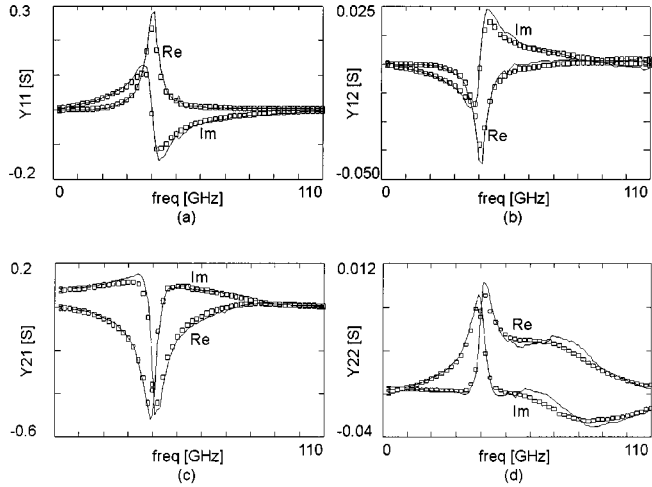 0.3
Y11 [S]
Re
Im
-0.2
0
freq [GHz]
110
(a)
0.025
Y12 [S]
Im
Re
-0.050
0
freq [GHz]
110
(b)
0.2
Y21 [S]
Im
Re
-0.6
0
freq [GHz]
110
(c)
0.012
Y22 [S]
Re
Im
-0.04
0
freq [GHz]
110
(d)